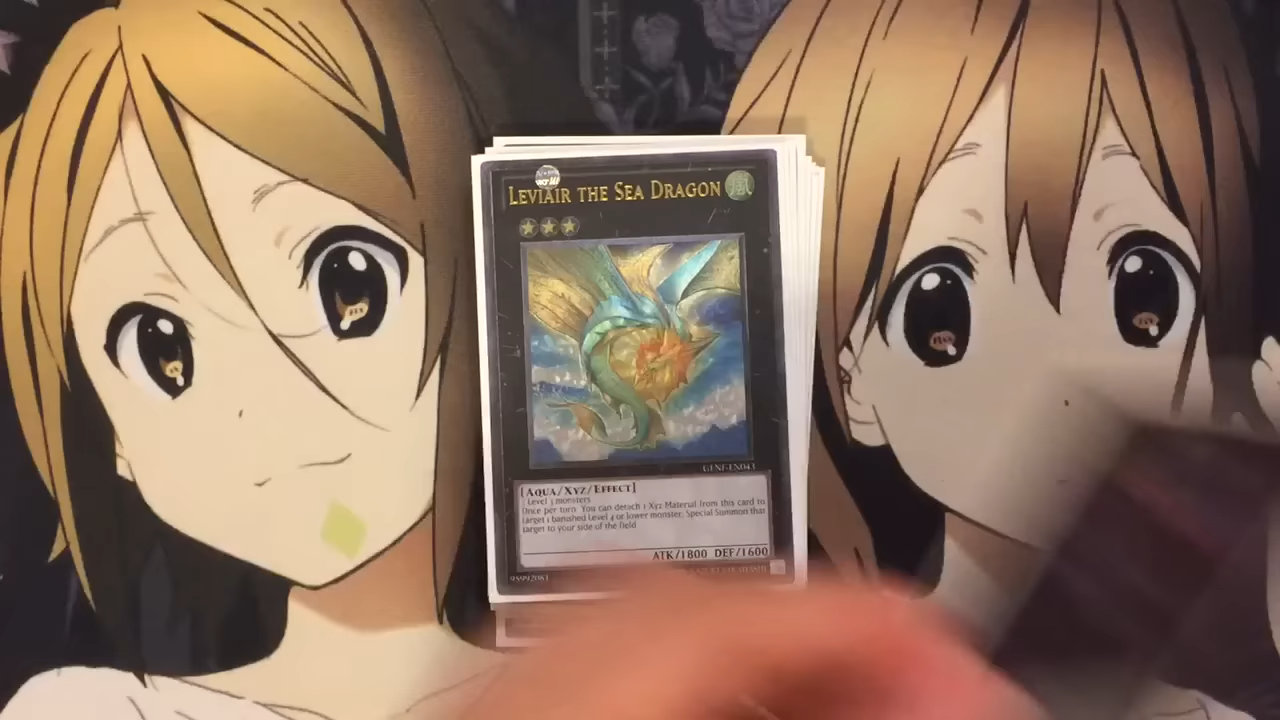 LEVIAIR THE SEA DRAGON
GENF-EN043
[AQUA/XYZ/EFFECT]
Level 3 monsters
Once per turn: You can detach 1 Xyz Material from this card to
target 1 banished Level 4 or lower monster; Special Summon that
target to your side of the field.
ATK/1800 DEF/1600
95992081